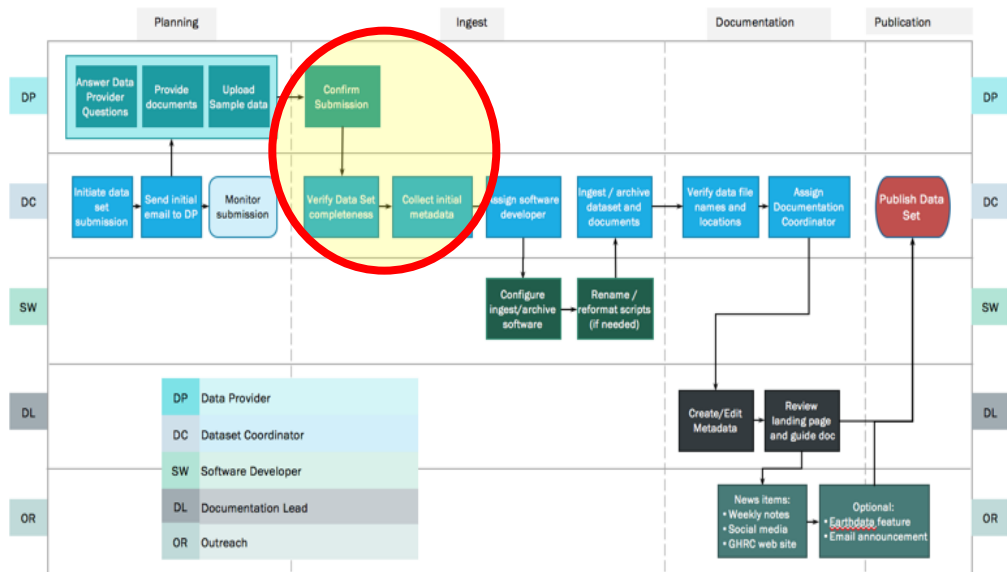 Planning
Ingest
Documentation
Publication
DP
Answer Data
Provider
Questions
Provide
documents
Upload
Sample data
Confirm
Submission
DP
DC
Initiate data
set
submission
Send initial
email to DP
Monitor
submission
Verify Data Set
completeness
Collect initial
metadata
Assign software
developer
Ingest / archive
dataset and
documents
Verify data file
names and
locations
Assign
Documentation
Coordinator
Publish Data
Set
DC
SW
Configure
ingest/archive
software
Rename /
reformat scripts
(if needed)
SW
DL
Create/Edit
Metadata
Review
landing page
and guide doc
DL
OR
News items:
• Weekly notes
• Social media
• GHRC web site
Optional:
• Earthdata feature
• Email announcement
OR
DP Data Provider
DC Dataset Coordinator
SW Software Developer
DL Documentation Lead
OR Outreach